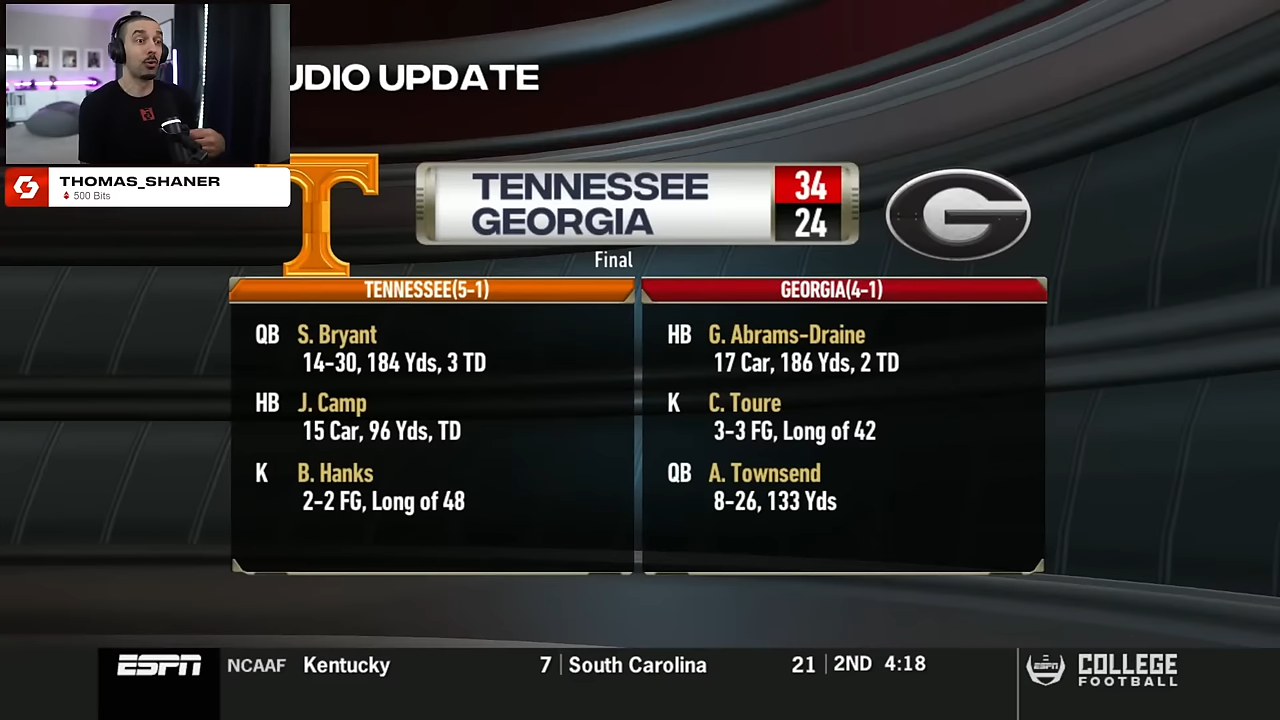 UDIO UPDATE
THOMAS_SHANER
500 Bits
T
TENNESSEE 34
GEORGIA 24
G
Final
TENNESSEE(5-1)
QB S. Bryant
14-30, 184 Yds, 3 TD
HB J. Camp
15 Car, 96 Yds, TD
K B. Hanks
2-2 FG, Long of 48
GEORGIA(4-1)
HB G. Abrams-Draine
17 Car, 186 Yds, 2 TD
K C. Toure
3-3 FG, Long of 42
QB A. Townsend
8-26, 133 Yds
ESPN NCAAF Kentucky 7 South Carolina 21 2ND 4:18 ESPN COLLEGE
FOOTBALL